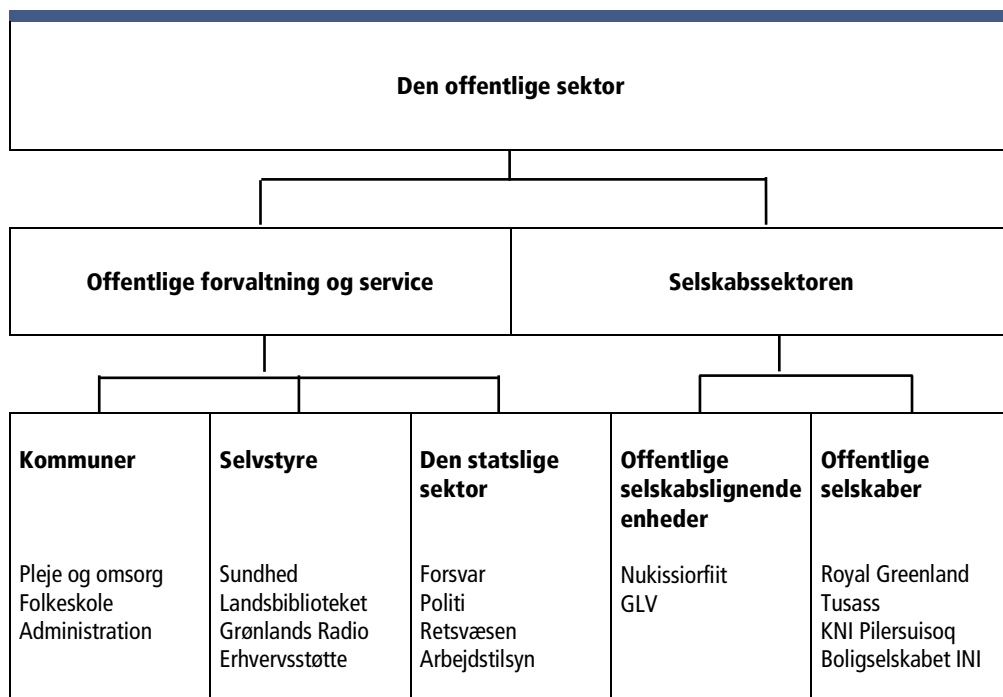 Den offentlige sektor
Offentlige forvaltning og service
Selskabssektoren
Kommuner
Pleje og omsorg
Folkeskole
Administration
Selvstyre
Sundhed
Landsbiblioteket
Grønlands Radio
Erhvervsstøtte
Den statslige
sektor
Forsvar
Politi
Retsvæsen
Arbejdstilsyn
Offentlige
selskabslignende
enheder
Nukissiorfiit
GLV
Offentlige
selskaber
Royal Greenland
Tusass
KNI Pilersuisoq
Boligselskabet INI